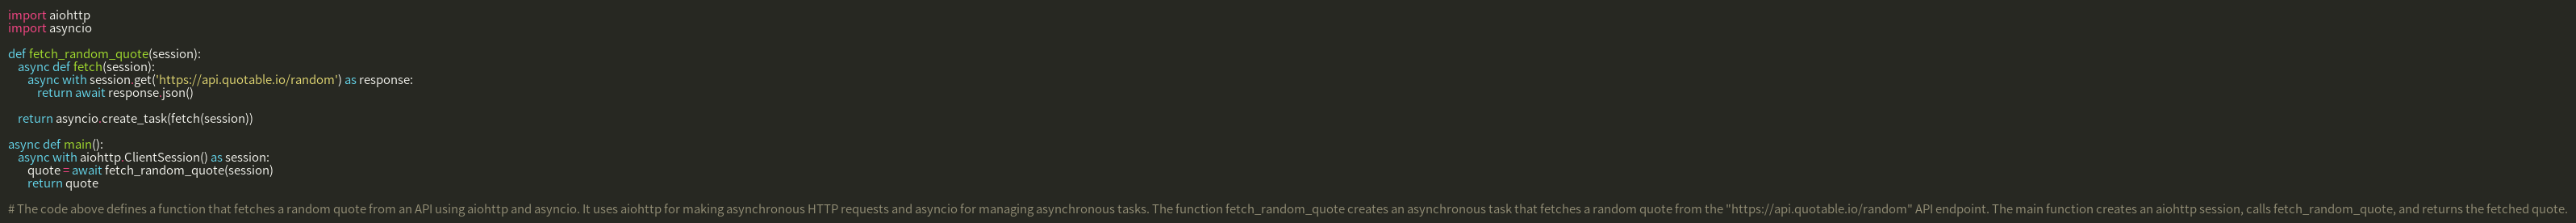 import aiohttp
import asyncio

def fetch_random_quote(session):
    async def fetch(session):
        async with session.get('https://api.quotable.io/random') as response:
            return await response.json()

    return asyncio.create_task(fetch(session))

async def main():
    async with aiohttp.ClientSession() as session:
        quote = await fetch_random_quote(session)
        return quote

# The code above defines a function that fetches a random quote from an API using aiohttp and asyncio. It uses aiohttp for making asynchronous HTTP requests and asyncio for managing asynchronous tasks. The function fetch_random_quote creates an asynchronous task that fetches a random quote from the "https://api.quotable.io/random" API endpoint. The main function creates an aiohttp session, calls fetch_random_quote, and returns the fetched quote.